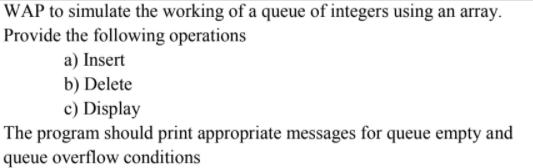 WAP to simulate the working of a queue of integers using an array.
Provide the following operations
a) Insert
b) Delete
c) Display
The program should print appropriate messages for queue empty and
queue overflow conditions